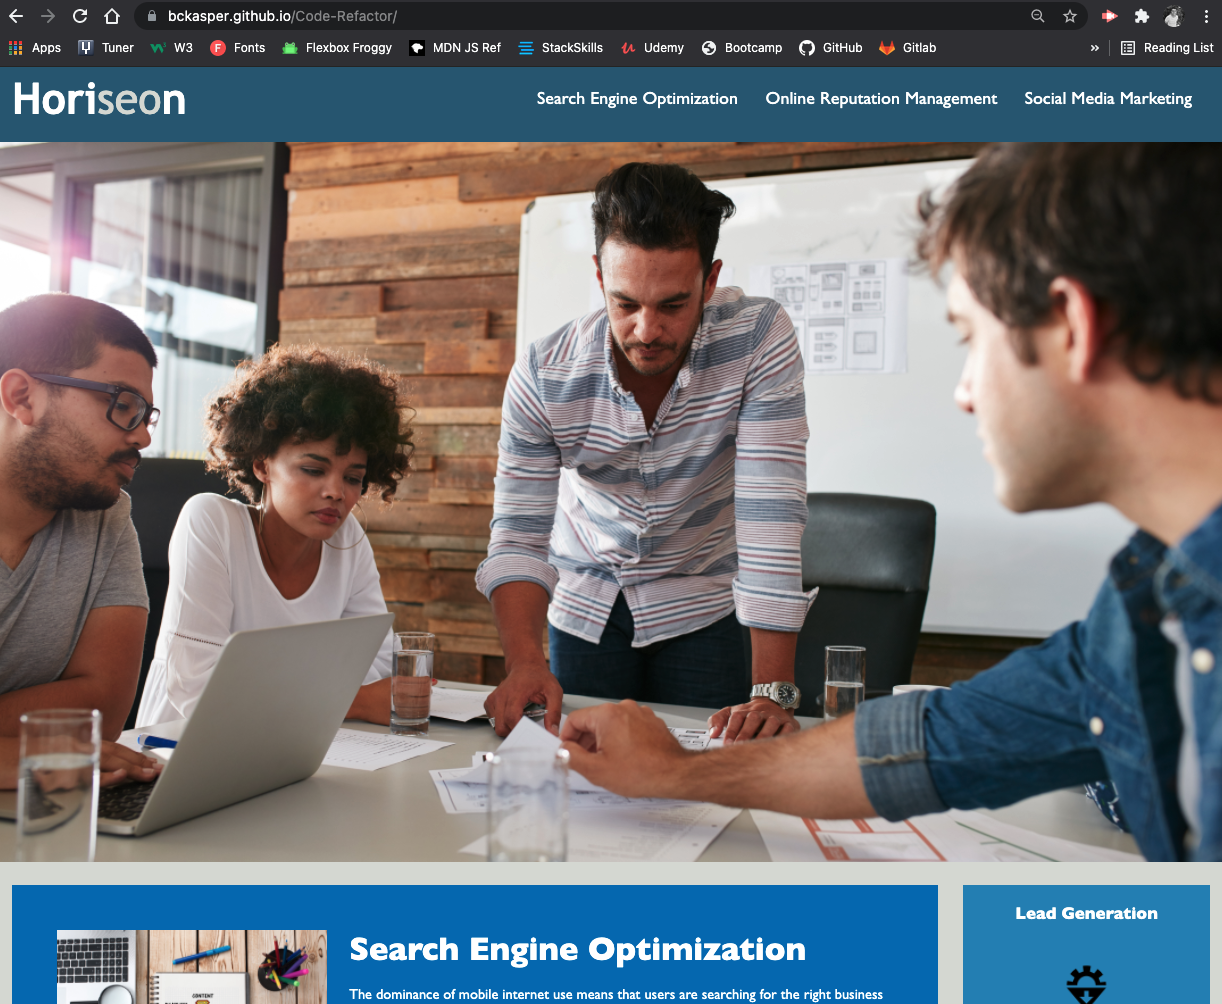 bckasper.github.io/Code-Refactor/
Apps Tuner W3 Fonts Flexbox Froggy MDN JS Ref StackSkills Udemy Bootcamp GitHub Gitlab » Reading List
Horiseon
Search Engine Optimization Online Reputation Management Social Media Marketing
Lead Generation
Search Engine Optimization
CONTENT
The dominance of mobile internet use means that users are searching for the right business